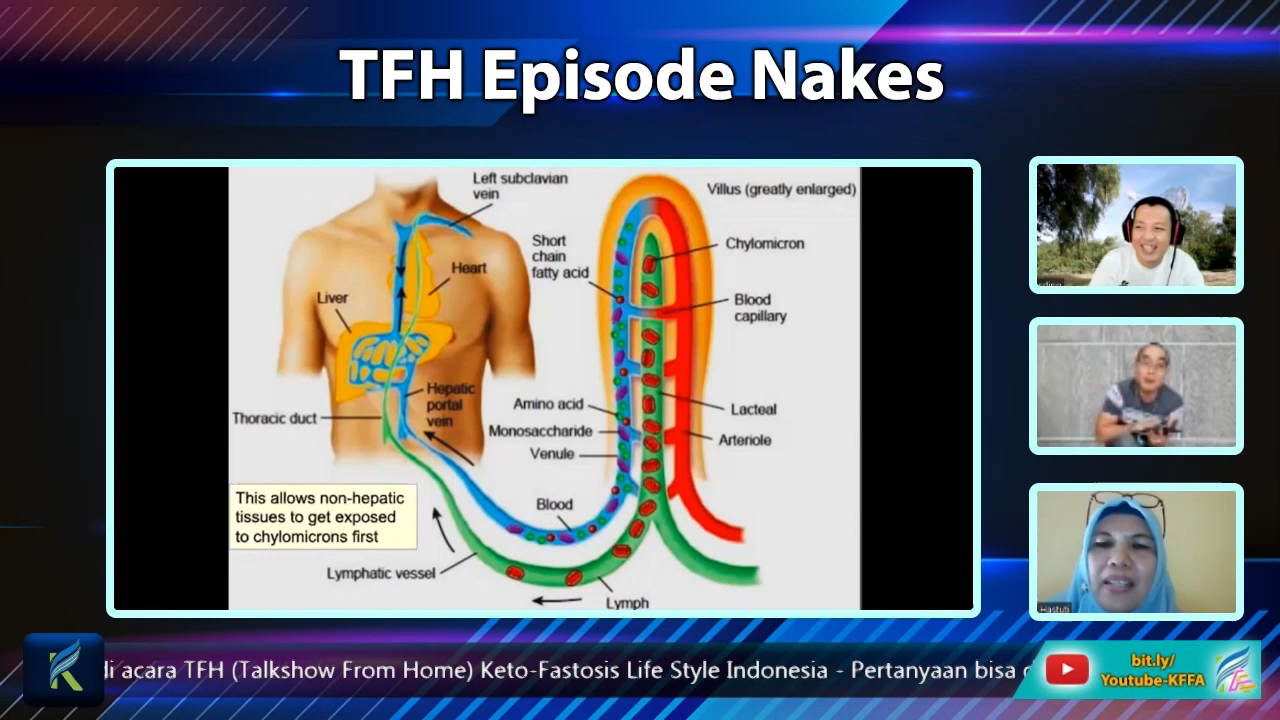 TFH Episode Nakes
Left subclavian
vein
Villus (greatly enlarged)
Short
chain
fatty acid
Chylomicron
Heart
Liver
Blood
capillary
Hepatic
portal
vein
Amino acid
Lacteal
Thoracic duct
Monosaccharide
Arteriole
Venule
This allows non-hepatic
tissues to get exposed
to chylomicrons first
Blood
Lymphatic vessel
Lymph
Hastuti
di acara TFH (Talkshow From Home) Keto-Fastosis Life Style Indonesia - Pertanyaan bisa
bit.ly/
Youtube-KFFA